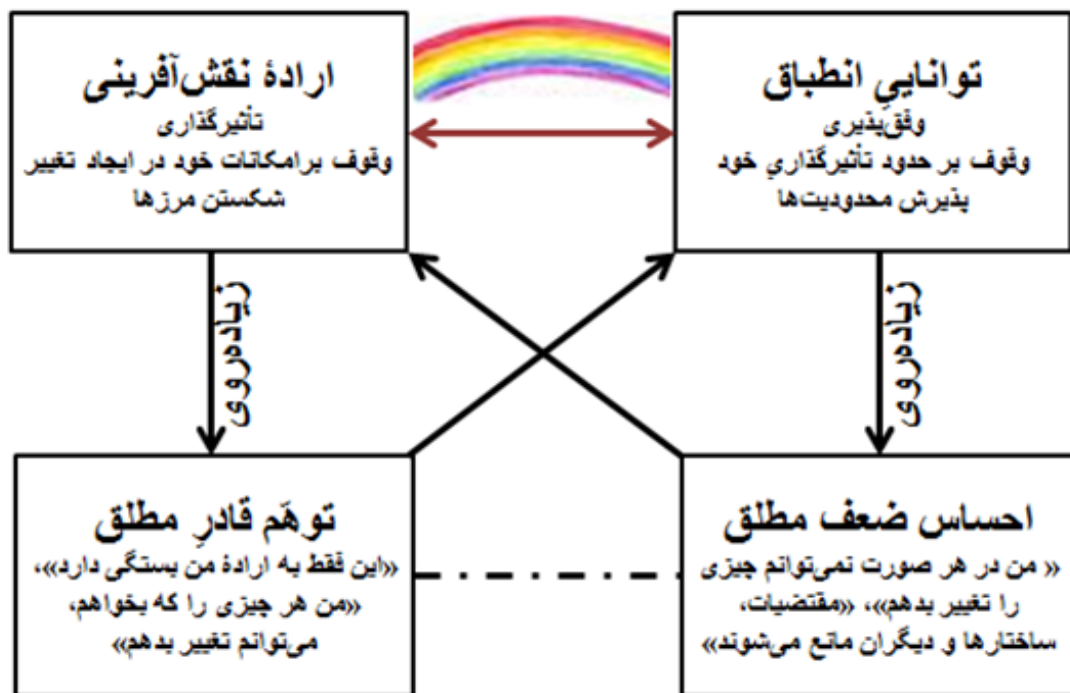 تواناییِ انطباق
وفق‌پذیری
وقوف بر حدود تأثیرگذاریِ خود
پذیرش محدودیت‌ها
ارادهٔ نقش‌آفرینی
تأثیرگذاری
وقوف برامکانات خود در ایجاد تغییر
شکستن مرزها
زیاده‌روی
زیاده‌روی
احساس ضعف مطلق
« من در هر صورت نمی‌توانم چیزی
را تغییر بدهم»، «مقتضیات،
ساختارها و دیگران مانع می‌شوند»
توهّم قادرِ مطلق
«این فقط به ارادهٔ من بستگی دارد»،
«من هر چیزی را که بخواهم،
می‌توانم تغییر بدهم»